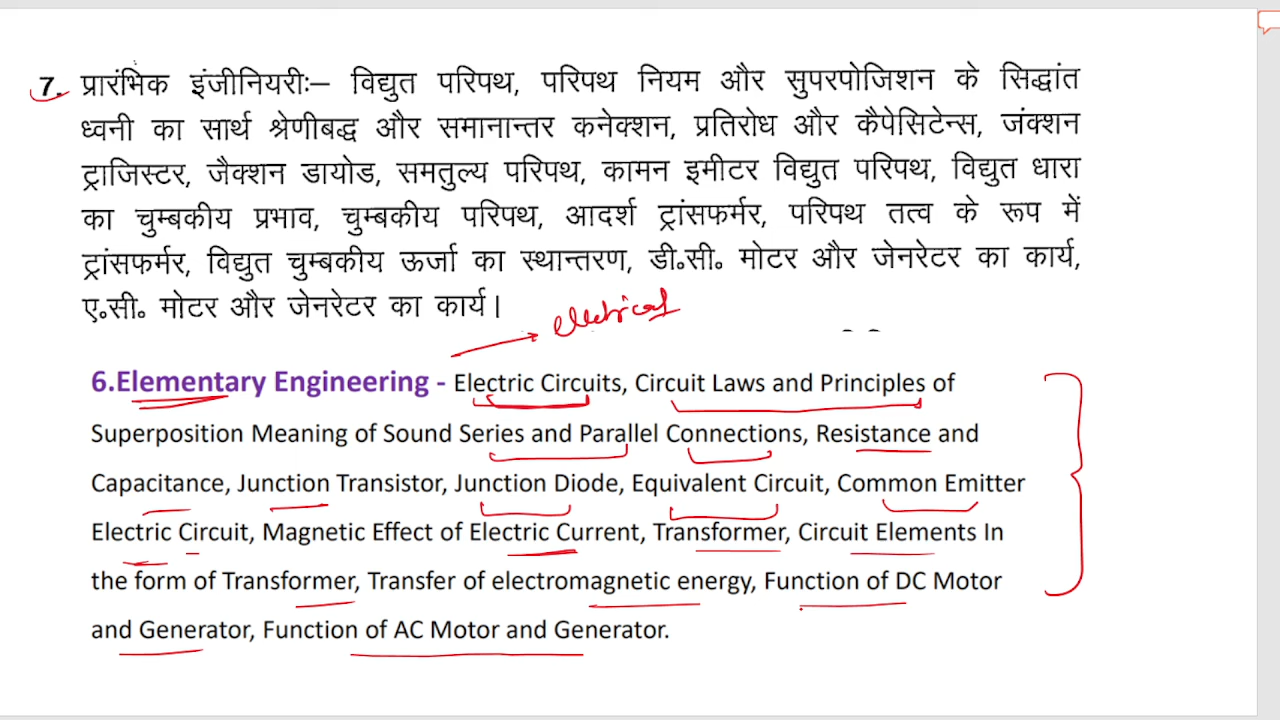 7. प्रारंभिक इंजीनियरीः– विद्युत परिपथ, परिपथ नियम और सुपरपोजिशन के सिद्धांत
ध्वनी का सार्थ श्रेणीबद्ध और समानान्तर कनेक्शन, प्रतिरोध और कैपेसिटेन्स, जंक्शन
ट्राजिस्टर, जैक्शन डायोड, समतुल्य परिपथ, कामन इमीटर विद्युत परिपथ, विद्युत धारा
का चुम्बकीय प्रभाव, चुम्बकीय परिपथ, आदर्श ट्रांसफर्मर, परिपथ तत्व के रूप में
ट्रांसफर्मर, विद्युत चुम्बकीय ऊर्जा का स्थान्तरण, डी॰सी॰ मोटर और जेनरेटर का कार्य,
ए॰सी॰ मोटर और जेनरेटर का कार्य।
electrical
6.Elementary Engineering - Electric Circuits, Circuit Laws and Principles of
Superposition Meaning of Sound Series and Parallel Connections, Resistance and
Capacitance, Junction Transistor, Junction Diode, Equivalent Circuit, Common Emitter
Electric Circuit, Magnetic Effect of Electric Current, Transformer, Circuit Elements In
the form of Transformer, Transfer of electromagnetic energy, Function of DC Motor
and Generator, Function of AC Motor and Generator.